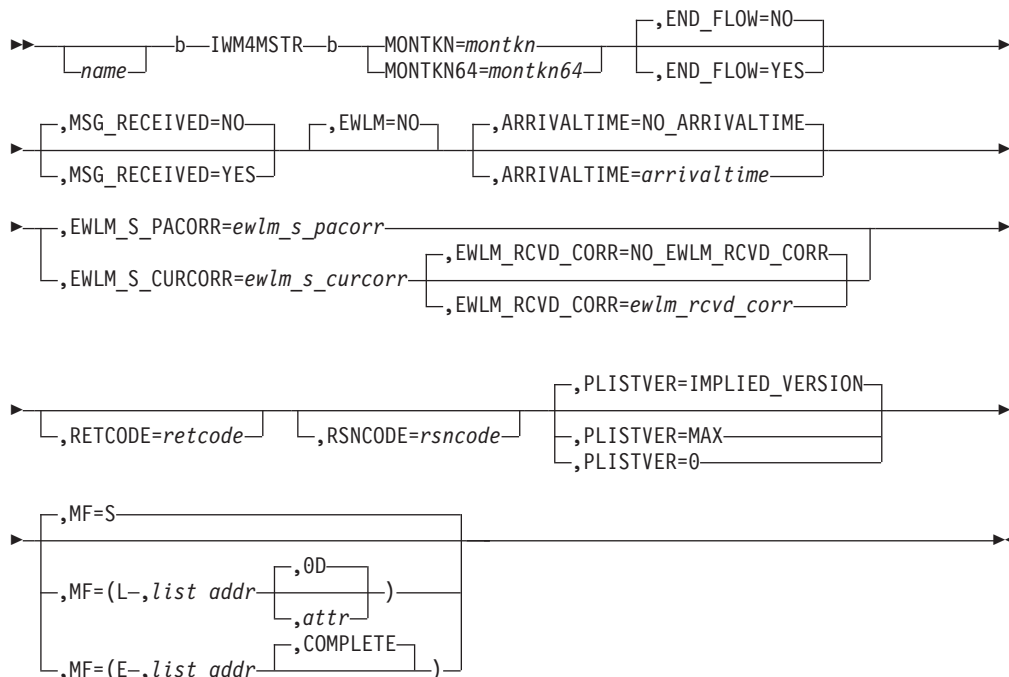 ,END_FLOW=NO
name b IWM4MSTR b MONTKN=montkn
MONTKN64=montkn64 ,END_FLOW=YES
,MSG_RECEIVED=NO ,EWLM=NO ,ARRIVALTIME=NO_ARRIVALTIME
,MSG_RECEIVED=YES ,ARRIVALTIME=arrivaltime
,EWLM_S_PACORR=ewlm_s_pacorr
,EWLM_RCVD_CORR=NO_EWLM_RCVD_CORR
,EWLM_S_CURCORR=ewlm_s_curcorr
,EWLM_RCVD_CORR=ewlm_rcvd_corr
,PLISTVER=IMPLIED_VERSION
,RETCODE=retcode ,RSNCODE=rsncode ,PLISTVER=MAX
,PLISTVER=0
,MF=S
,0D
,MF=(L ,list addr )
,attr
,COMPLETE
,MF=(E ,list addr )